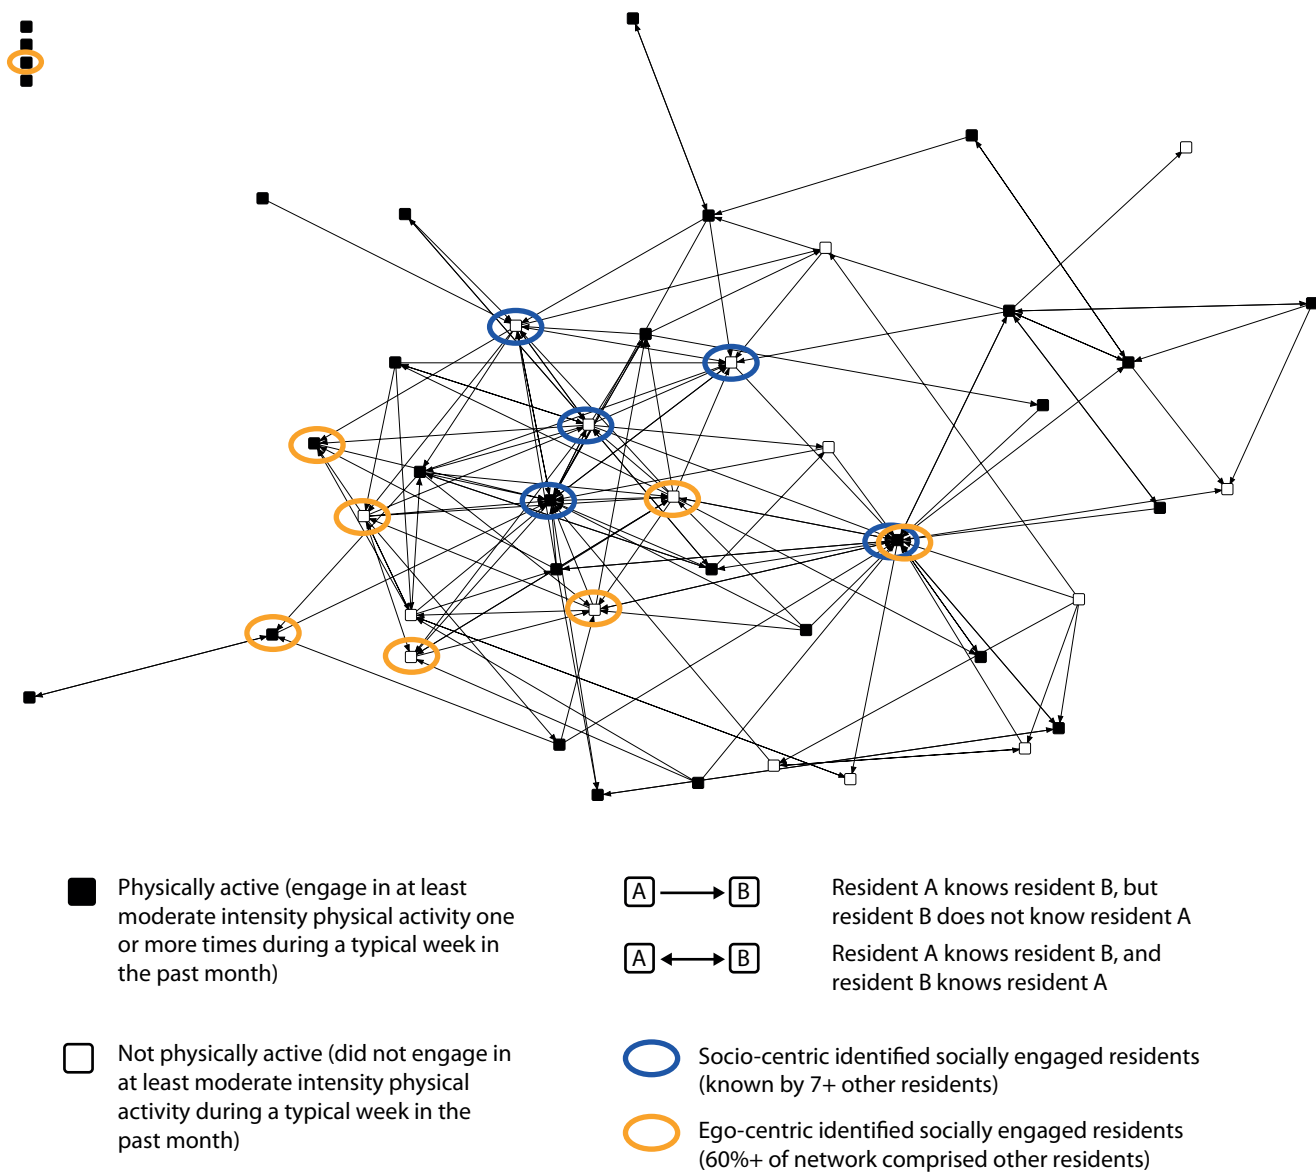 Physically active (engage in at least
moderate intensity physical activity one
or more times during a typical week in
the past month)
A
B
Resident A knows resident B, but
resident B does not know resident A
A
B
Resident A knows resident B, and
resident B knows resident A
Not physically active (did not engage in
at least moderate intensity physical
activity during a typical week in the
past month)
Socio-centric identified socially engaged residents
(known by 7+ other residents)
Ego-centric identified socially engaged residents
(60%+ of network comprised other residents)